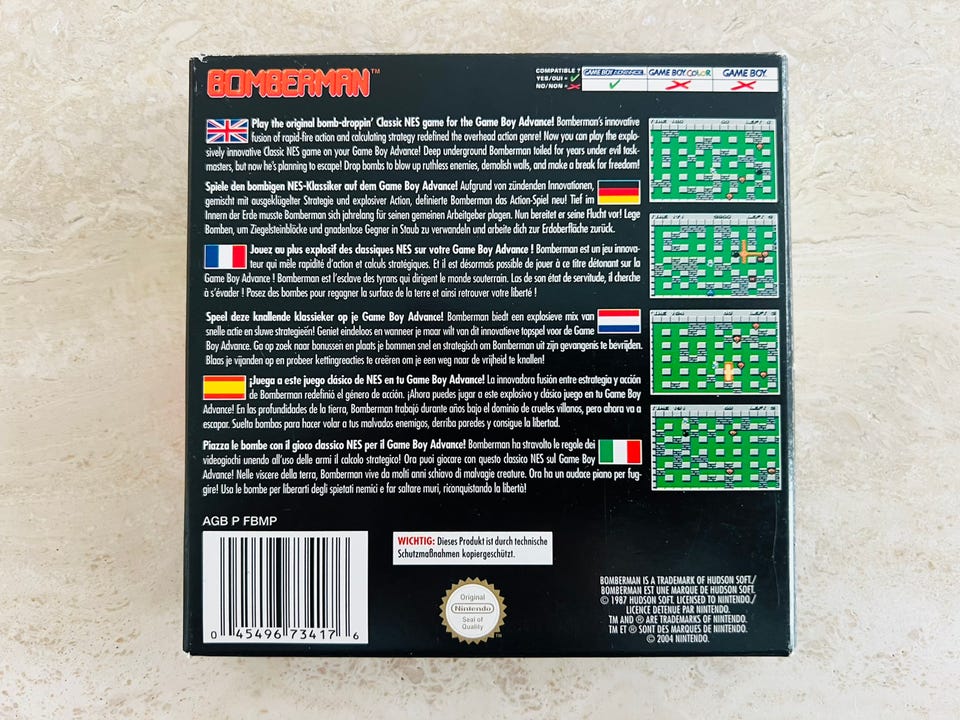 BOMBERMAN™
COMPATIBLE ?
YES/OUI =
NO/NON =
GAME BOY ADVANCE
GAME BOY COLOR
GAME BOY
Play the original bomb-droppin' Classic NES game for the Game Boy Advance! Bomberman's innovative
fusion of rapid-fire action and calculating strategy redefined the overhead action genre! Now you can play the explo-
sively innovative Classic NES game on your Game Boy Advance! Deep underground Bomberman toiled for years under evil task-
masters, but now he's planning to escape! Drop bombs to blow up ruthless enemies, demolish walls, and make a break for freedom!
Spiele den bombigen NES-Klassiker auf dem Game Boy Advance! Aufgrund von zündenden Innovationen,
gemischt mit ausgeklügelter Strategie und explosiver Action, definierte Bomberman das Action-Spiel neu! Tief im
Innern der Erde musste Bomberman sich jahrelang für seinen gemeinen Arbeitgeber plagen. Nun bereitet er seine Flucht vor! Lege
Bomben, um Ziegelsteinblöcke und gnadenlose Gegner in Staub zu verwandeln und arbeite dich zur Erdoberfläche zurück.
Jouez au plus explosif des classiques NES sur votre Game Boy Advance ! Bomberman est un jeu innova-
teur qui mêle rapidité d'action et calculs stratégiques. Et il est désormais possible de jouer à ce titre détonant sur la
Game Boy Advance ! Bomberman est l'esclave des tyrans qui dirigent le monde souterrain. Las de son état de servitude, il cherche
à s'évader ! Posez des bombes pour regagner la surface de la terre et ainsi retrouver votre liberté !
Speel deze knallende klassieker op je Game Boy Advance! Bomberman biedt een explosieve mix van
snelle actie en sluwe strategieën! Geniet eindeloos en wanneer je maar wilt van dit innovatieve topspel voor de Game
Boy Advance. Ga op zoek naar bonussen en plaats je bommen snel en strategisch om Bomberman uit zijn gevangenis te bevrijden.
Blaas je vijanden op en probeer kettingreacties te creëren om je een weg naar de vrijheid te knallen!
¡Juega a este juego clásico de NES en tu Game Boy Advance! La innovadora fusión entre estrategia y acción
de Bomberman redefinió el género de acción. ¡Ahora puedes jugar a este explosivo y clásico juego en tu Game Boy
Advance! En las profundidades de la tierra, Bomberman trabajó durante años bajo el dominio de crueles villanos, pero ahora va a
escapar. Suelta bombas para hacer volar a tus malvados enemigos, derriba paredes y consigue la libertad.
Piazza le bombe con il gioco classico NES per il Game Boy Advance! Bomberman ha stravolto le regole dei
videogiochi unendo all'uso delle armi il calcolo strategico! Ora puoi giocare con questo classico NES sul Game Boy
Advance! Nelle viscere della terra, Bomberman vive da molti anni schiavo di malvagie creature. Ora ha un audace piano per fug-
gire! Usa le bombe per liberarti degli spietati nemici e far saltare muri, riconquistando la libertà!
AGB P FBMP
0 45496 73417 6
WICHTIG: Dieses Produkt ist durch technische
Schutzmaßnahmen kopiergeschützt.
Original
Nintendo
Seal of
Quality
TM
BOMBERMAN IS A TRADEMARK OF HUDSON SOFT./
BOMBERMAN EST UNE MARQUE DE HUDSON SOFT.
© 1987 HUDSON SOFT. LICENSED TO NINTENDO./
LICENCE DETENUE PAR NINTENDO.
TM AND ® ARE TRADEMARKS OF NINTENDO./
TM ET ® SONT DES MARQUES DE NINTENDO.
© 2004 NINTENDO.